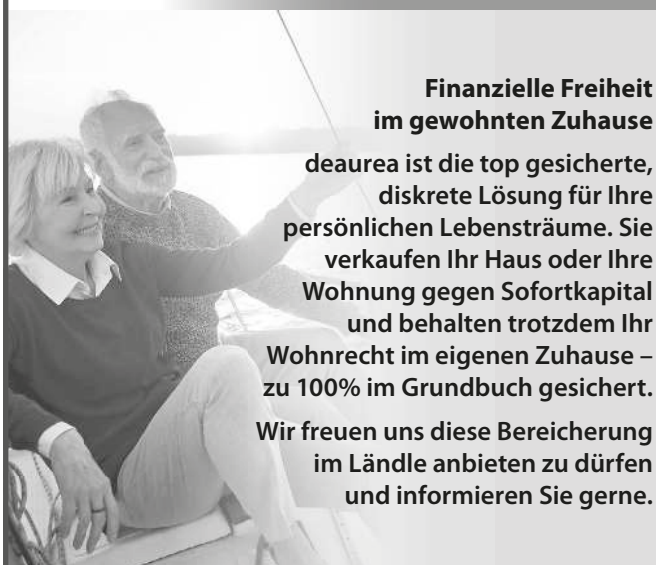 Finanzielle Freiheit
im gewohnten Zuhause
deaurea ist die top gesicherte,
diskrete Lösung für Ihre
persönlichen Lebensträume. Sie
verkaufen Ihr Haus oder Ihre
Wohnung gegen Sofortkapital
und behalten trotzdem Ihr
Wohnrecht im eigenen Zuhause –
zu 100% im Grundbuch gesichert.
Wir freuen uns diese Bereicherung
im Ländle anbieten zu dürfen
und informieren Sie gerne.